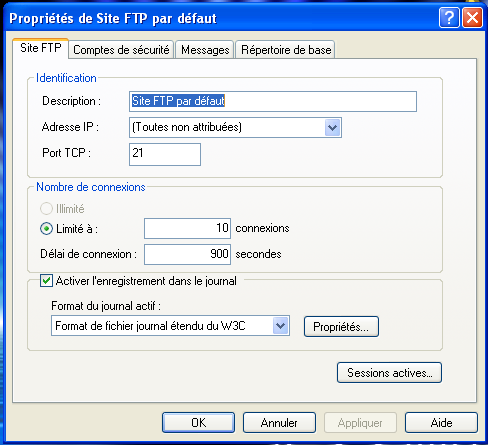 Propriétés de Site FTP par défaut
Site FTP Comptes de sécurité Messages Répertoire de base
Identification
Description : Site FTP par défaut
Adresse IP : (Toutes non attribuées)
Port TCP : 21
Nombre de connexions
Illimité
Limité à : 10 connexions
Délai de connexion : 900 secondes
Activer l'enregistrement dans le journal
Format du journal actif :
Format de fichier journal étendu du W3C Propriétés...
Sessions actives...
OK Annuler Appliquer Aide